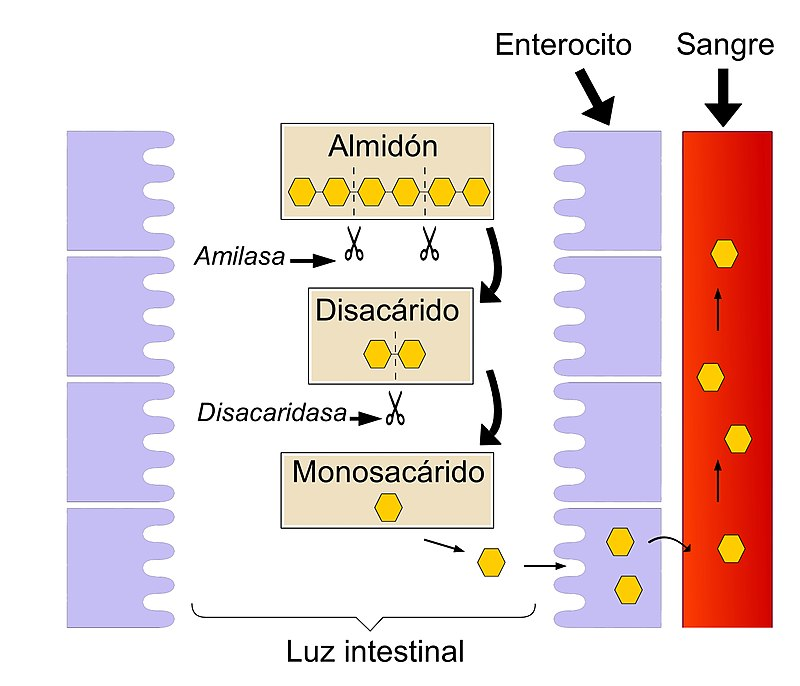 Enterocito
Sangre
Almidón
Amilasa
Disacárido
Disacaridasa
Monosacárido
Luz intestinal